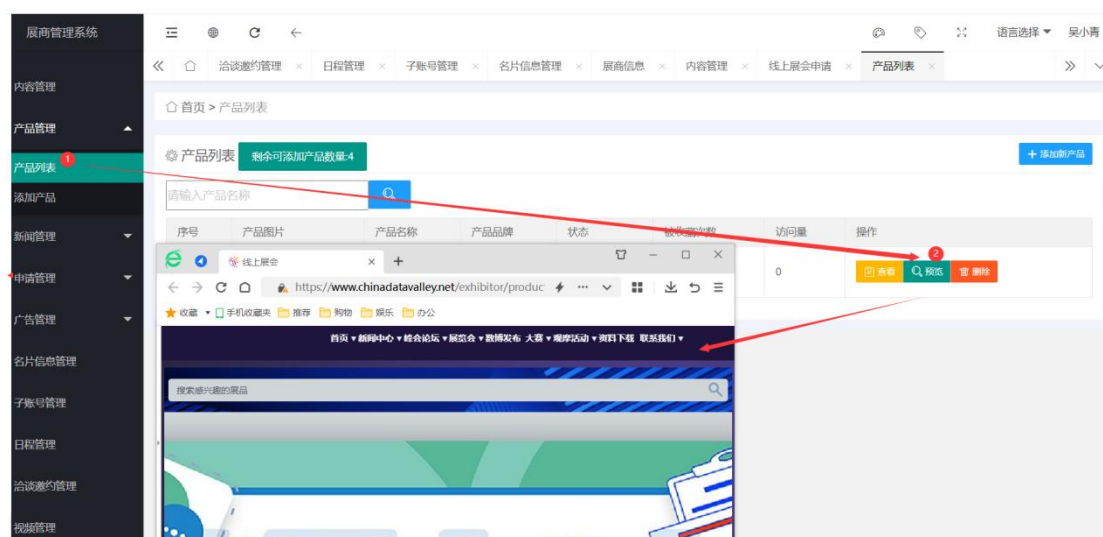 展商管理系统
语言选择 吴小青
洽谈邀约管理 × 日程管理 × 子账号管理 × 名片信息管理 × 展商信息 × 内容管理 × 线上展会申请 × 产品列表 ×
内容管理
首页 > 产品列表
产品管理
产品列表 1
产品列表 剩余可添加产品数量:4 + 添加新产品
添加产品
请输入产品名称
新闻管理
序号 产品图片 产品名称 产品品牌 状态 被收藏次数 访问量 操作
2
线上展会 × +
申请管理
0 查看 预览 删除
https://www.chinadatavalley.net/exhibitor/produc
收藏 手机收藏夹 推荐 购物 娱乐 办公
广告管理
首页 新闻中心 峰会论坛 展览会 数博发布 大赛 观摩活动 资料下载 联系我们
名片信息管理
搜索感兴趣的展品
子账号管理
日程管理
洽谈邀约管理
视频管理